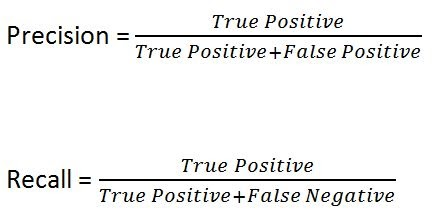 Precision = True Positive / True Positive+False Positive
Recall = True Positive / True Positive+False Negative